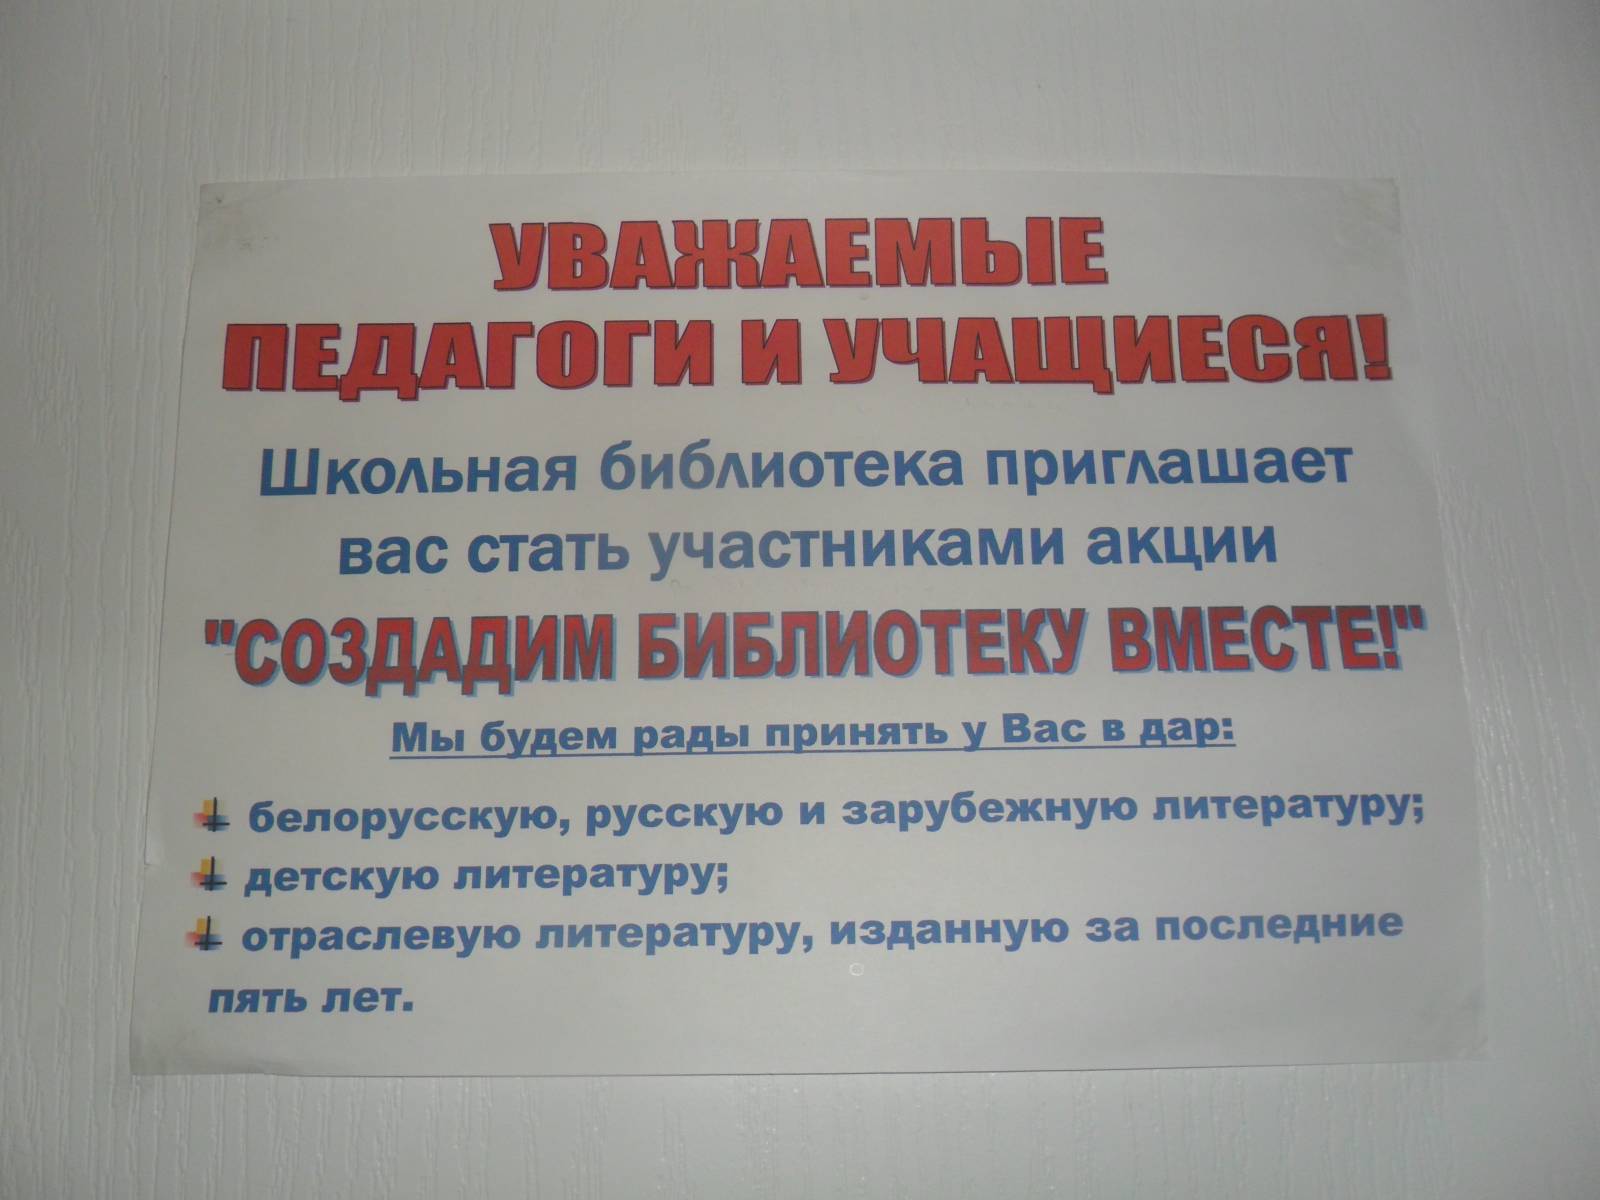 УВАЖАЕМЫЕ
ПЕДАГОГИ И УЧАЩИЕСЯ!
Школьная библиотека приглашает
вас стать участниками акции
"СОЗДАДИМ БИБЛИОТЕКУ ВМЕСТЕ!"
Мы будем рады принять у Вас в дар:
белорусскую, русскую и зарубежную литературу;
детскую литературу;
отраслевую литературу, изданную за последние
пять лет.